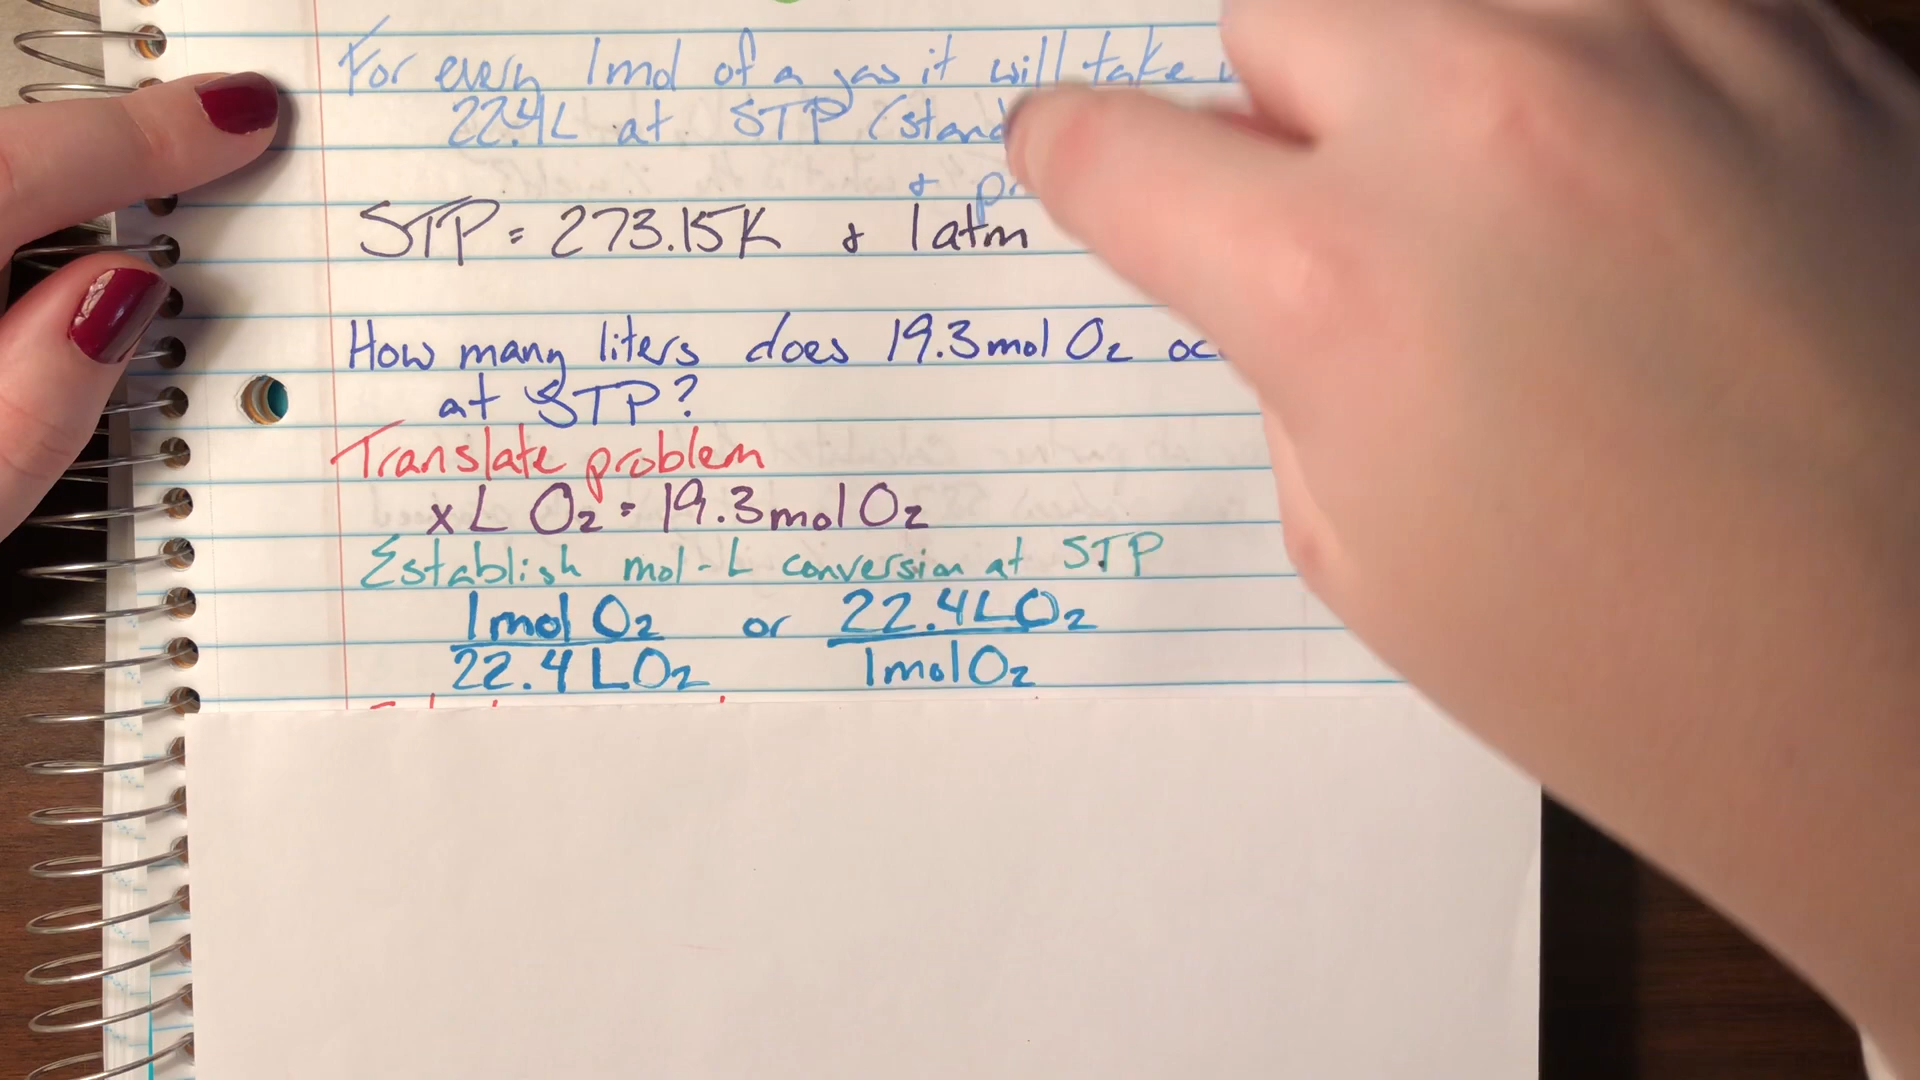 For every 1mol of a gas it will take
22.4L at STP (stand
&
STP = 273.15K & 1atm
How many liters does 19.3mol O₂ oc
at STP?
Translate problem
x L O₂ = 19.3mol O₂
Establish mol-L conversion at STP
1mol O₂ or 22.4L O₂
22.4 L O₂ 1mol O₂